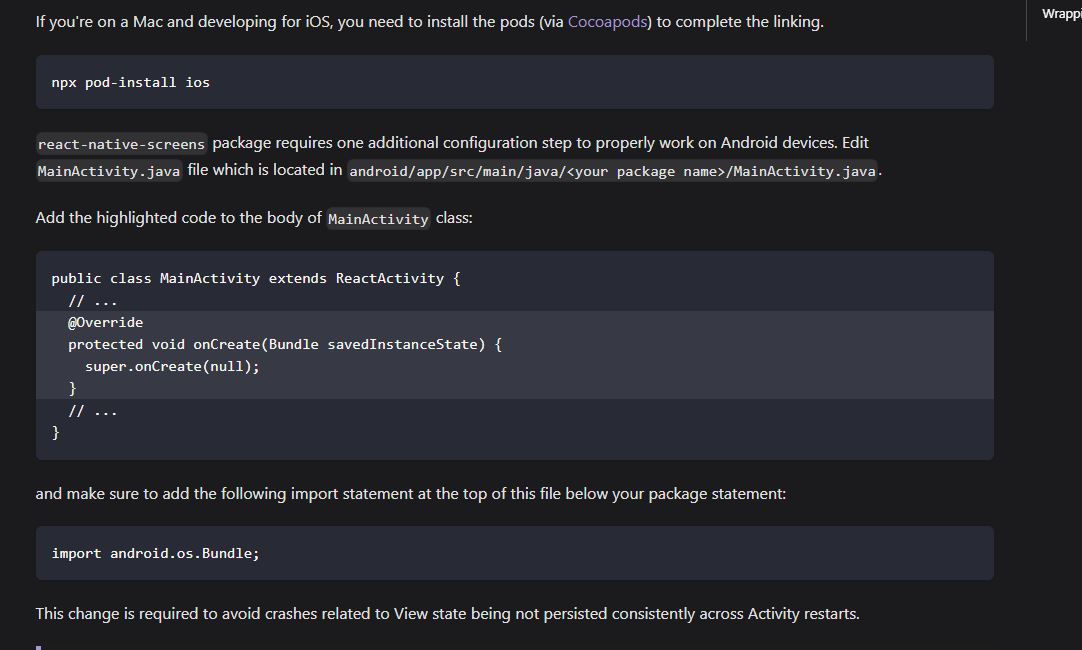 If you're on a Mac and developing for iOS, you need to install the pods (via Cocoapods) to complete the linking.
Wrappi
npx pod-install ios
react-native-screens package requires one additional configuration step to properly work on Android devices. Edit
MainActivity.java file which is located in android/app/src/main/java/<your package name>/MainActivity.java.
Add the highlighted code to the body of MainActivity class:
public class MainActivity extends ReactActivity {
  // ...
  @Override
  protected void onCreate(Bundle savedInstanceState) {
    super.onCreate(null);
  }
  // ...
}
and make sure to add the following import statement at the top of this file below your package statement:
import android.os.Bundle;
This change is required to avoid crashes related to View state being not persisted consistently across Activity restarts.